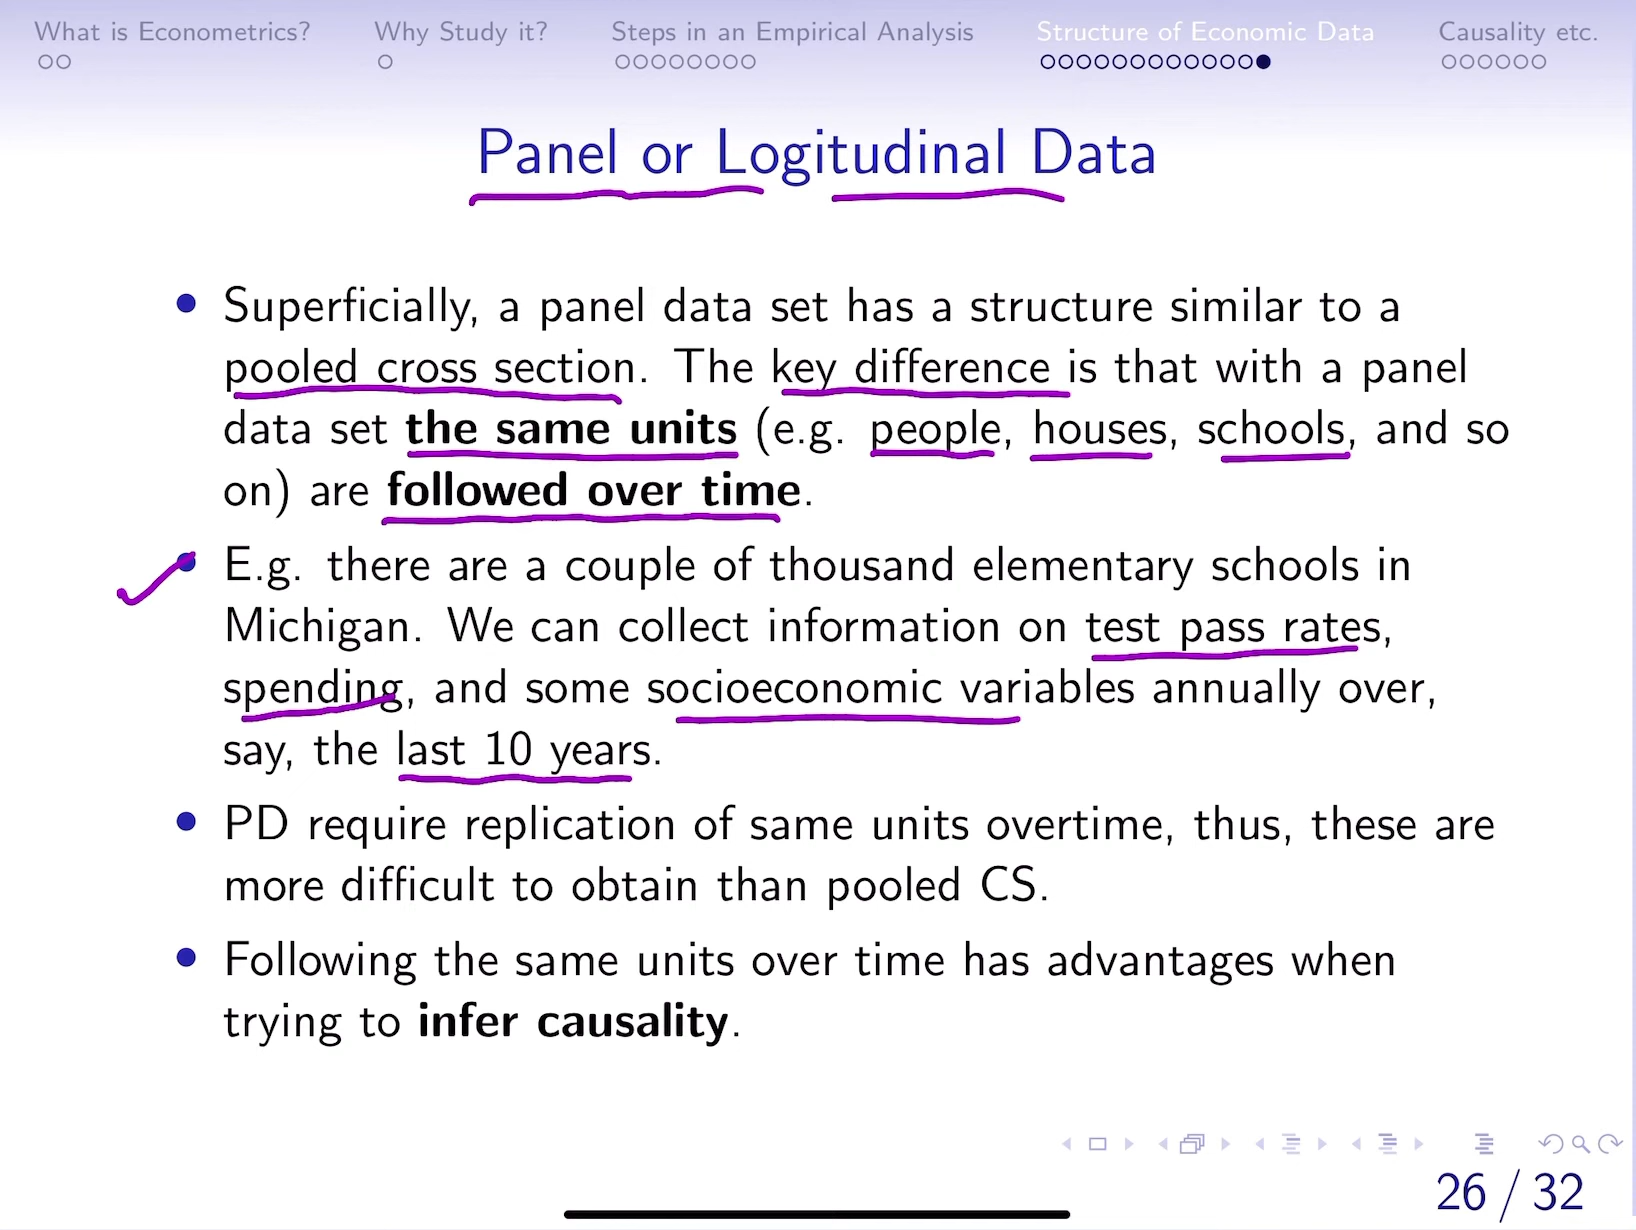 What is Econometrics?
Why Study it?
Steps in an Empirical Analysis
Structure of Economic Data
Causality etc.
Panel or Logitudinal Data
• Superficially, a panel data set has a structure similar to a
pooled cross section. The key difference is that with a panel
data set the same units (e.g. people, houses, schools, and so
on) are followed over time.
• E.g. there are a couple of thousand elementary schools in
Michigan. We can collect information on test pass rates,
spending, and some socioeconomic variables annually over,
say, the last 10 years.
• PD require replication of same units overtime, thus, these are
more difficult to obtain than pooled CS.
• Following the same units over time has advantages when
trying to infer causality.
26 / 32